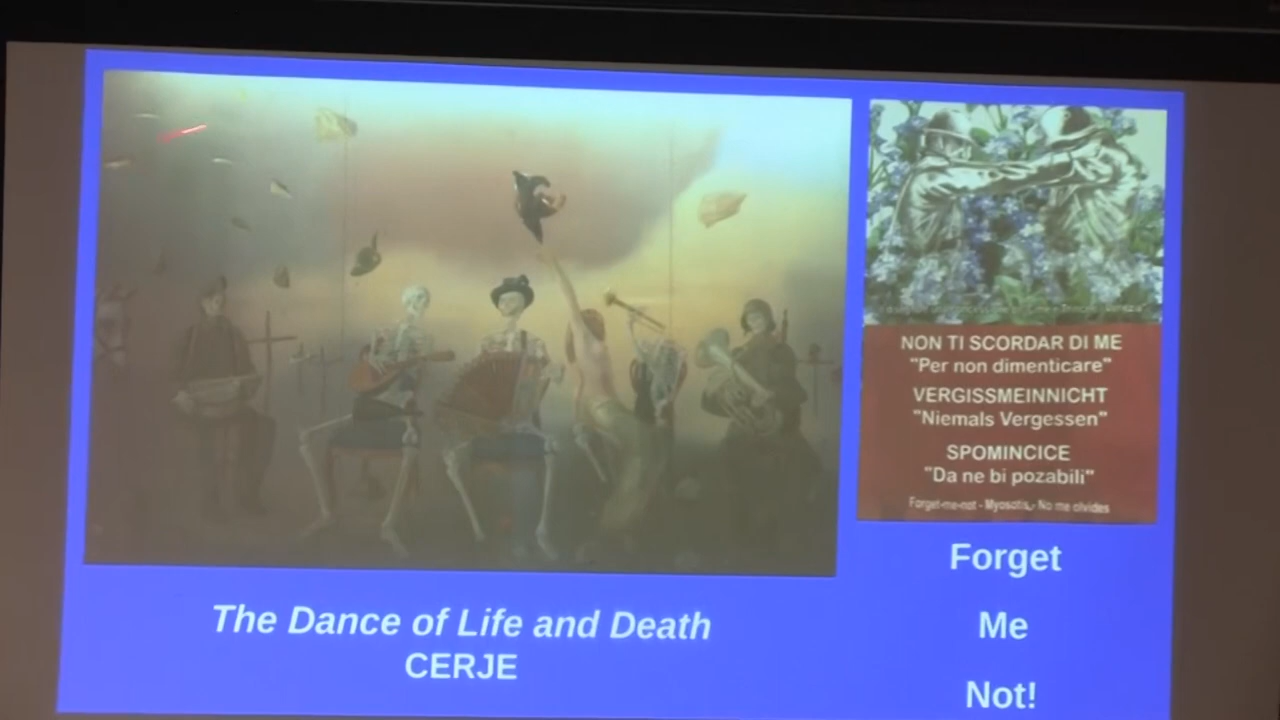 The Dance of Life and Death
CERJE
NON TI SCORDAR DI ME
"Per non dimenticare"
VERGISSMEINNICHT
"Niemals Vergessen"
SPOMINCICE
"Da ne bi pozabili"
Forget-me-not - Myosotis - No me olvides
Forget
Me
Not!